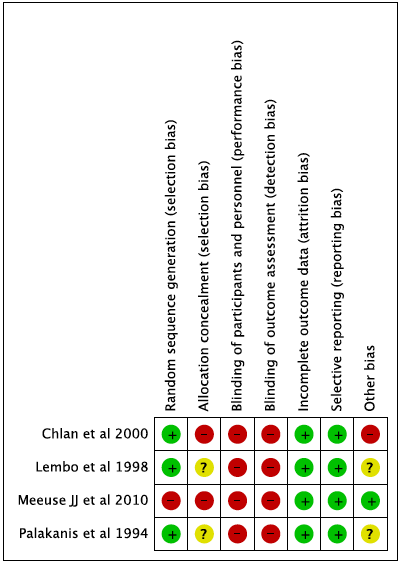 Random sequence generation (selection bias)
Allocation concealment (selection bias)
Blinding of participants and personnel (performance bias)
Blinding of outcome assessment (detection bias)
Incomplete outcome data (attrition bias)
Selective reporting (reporting bias)
Other bias
Chlan et al 2000 + – – – + + –
Lembo et al 1998 + ? – – + + ?
Meeuse JJ et al 2010 – – – – + + +
Palakanis et al 1994 + ? – – + + ?